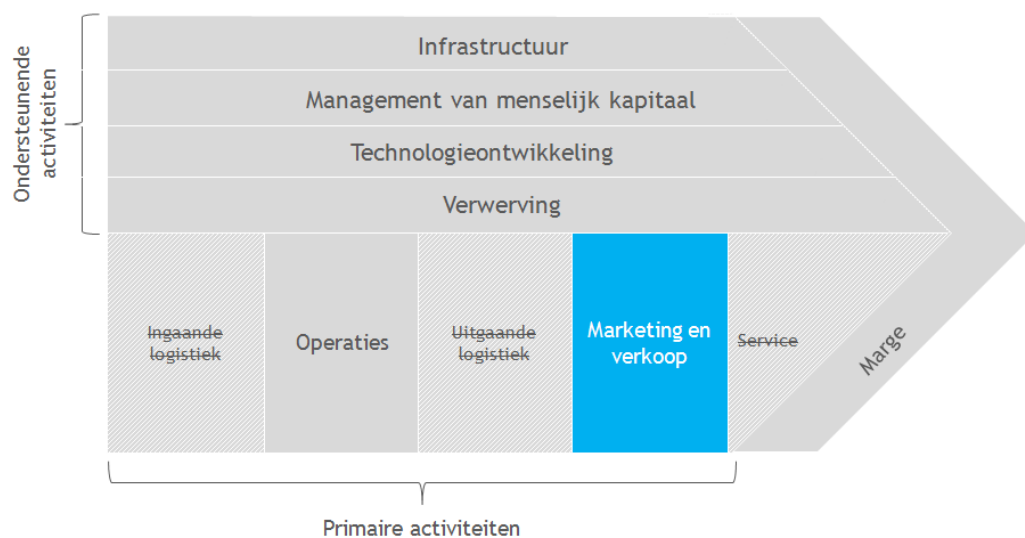 Ondersteunende
activiteiten
Infrastructuur
Management van menselijk kapitaal
Technologieontwikkeling
Verwerving
Ingaande
logistiek
Operaties
Uitgaande
logistiek
Marketing en
verkoop
Service
Marge
Primaire activiteiten